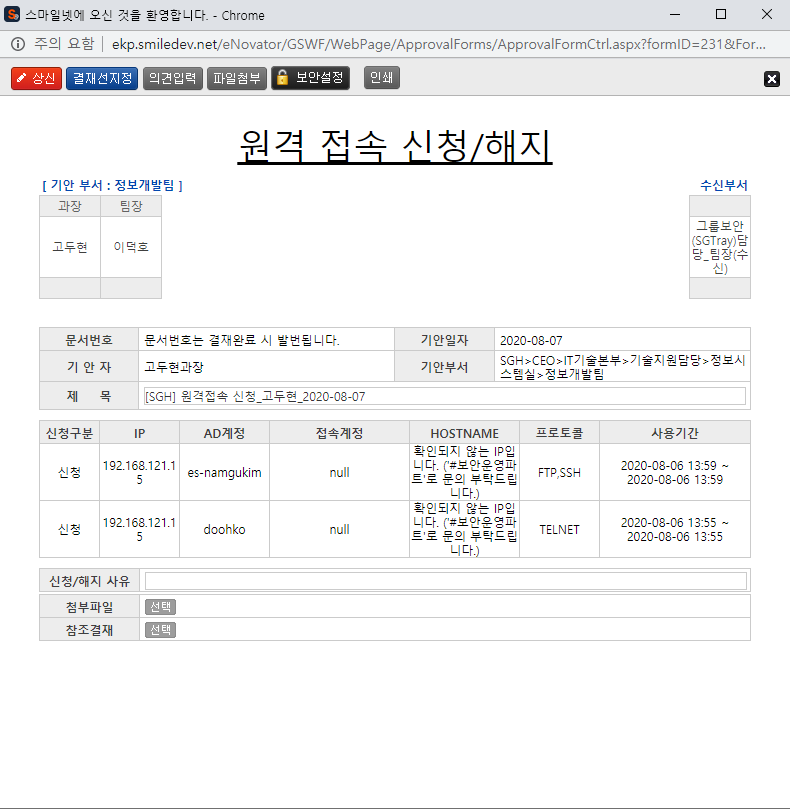 스마일넷에 오신 것을 환영합니다. - Chrome
주의 요함 | ekp.smiledev.net/eNovator/GSWF/WebPage/ApprovalForms/ApprovalFormCtrl.aspx?formID=231&For...
상신 결재선지정 의견입력 파일첨부 보안설정 인쇄
원격 접속 신청/해지
[ 기안 부서 : 정보개발팀 ] 수신부서
과장 팀장
고두현 이덕호
그룹보안
(SGTray)담
당_팀장(수
신)
문서번호 문서번호는 결재완료 시 발번됩니다. 기안일자 2020-08-07
기 안 자 고두현과장 기안부서 SGH>CEO>IT기술본부>기술지원담당>정보시
스템실>정보개발팀
제 목 [SGH] 원격접속 신청_고두현_2020-08-07
신청구분 IP AD계정 접속계정 HOSTNAME 프로토콜 사용기간
신청 192.168.121.1
5 es-namgukim null 확인되지 않는 IP입
니다. ('#보안운영파
트'로 문의 부탁드립
니다.) FTP,SSH 2020-08-06 13:59 ~
2020-08-06 13:59
신청 192.168.121.1
5 doohko null 확인되지 않는 IP입
니다. ('#보안운영파
트'로 문의 부탁드립
니다.) TELNET 2020-08-06 13:55 ~
2020-08-06 13:55
신청/해지 사유
첨부파일 선택
참조결재 선택